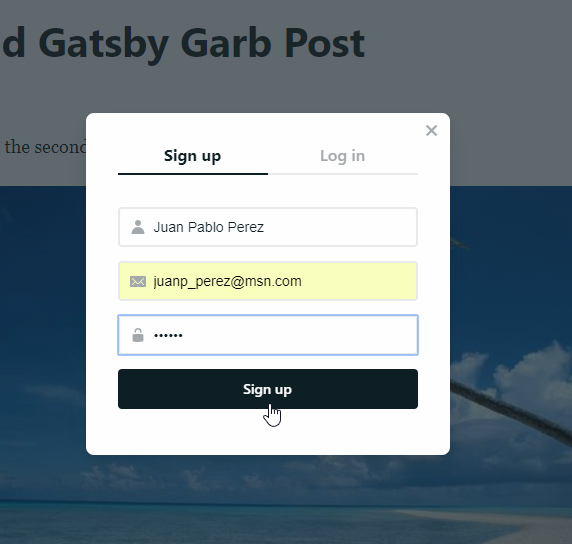 d Gatsby Garb Post
the second
Sign up
Log in
Juan Pablo Perez
juanp_perez@msn.com
••••••
Sign up